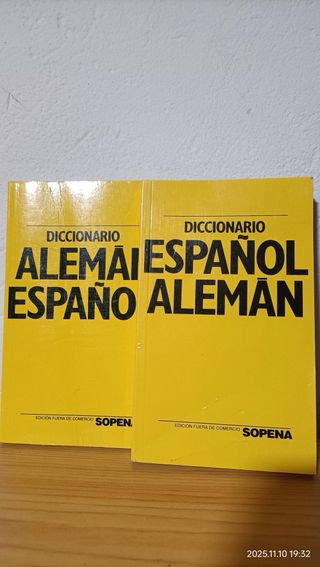 DICCIONARIO
ALEMÁN
ESPAÑO
EDICIÓN FUERA DE COMERCIO SOPENA
DICCIONARIO
ESPAÑOL
ALEMÁN
EDICIÓN FUERA DE COMERCIO SOPENA
2025.11.10 19:32